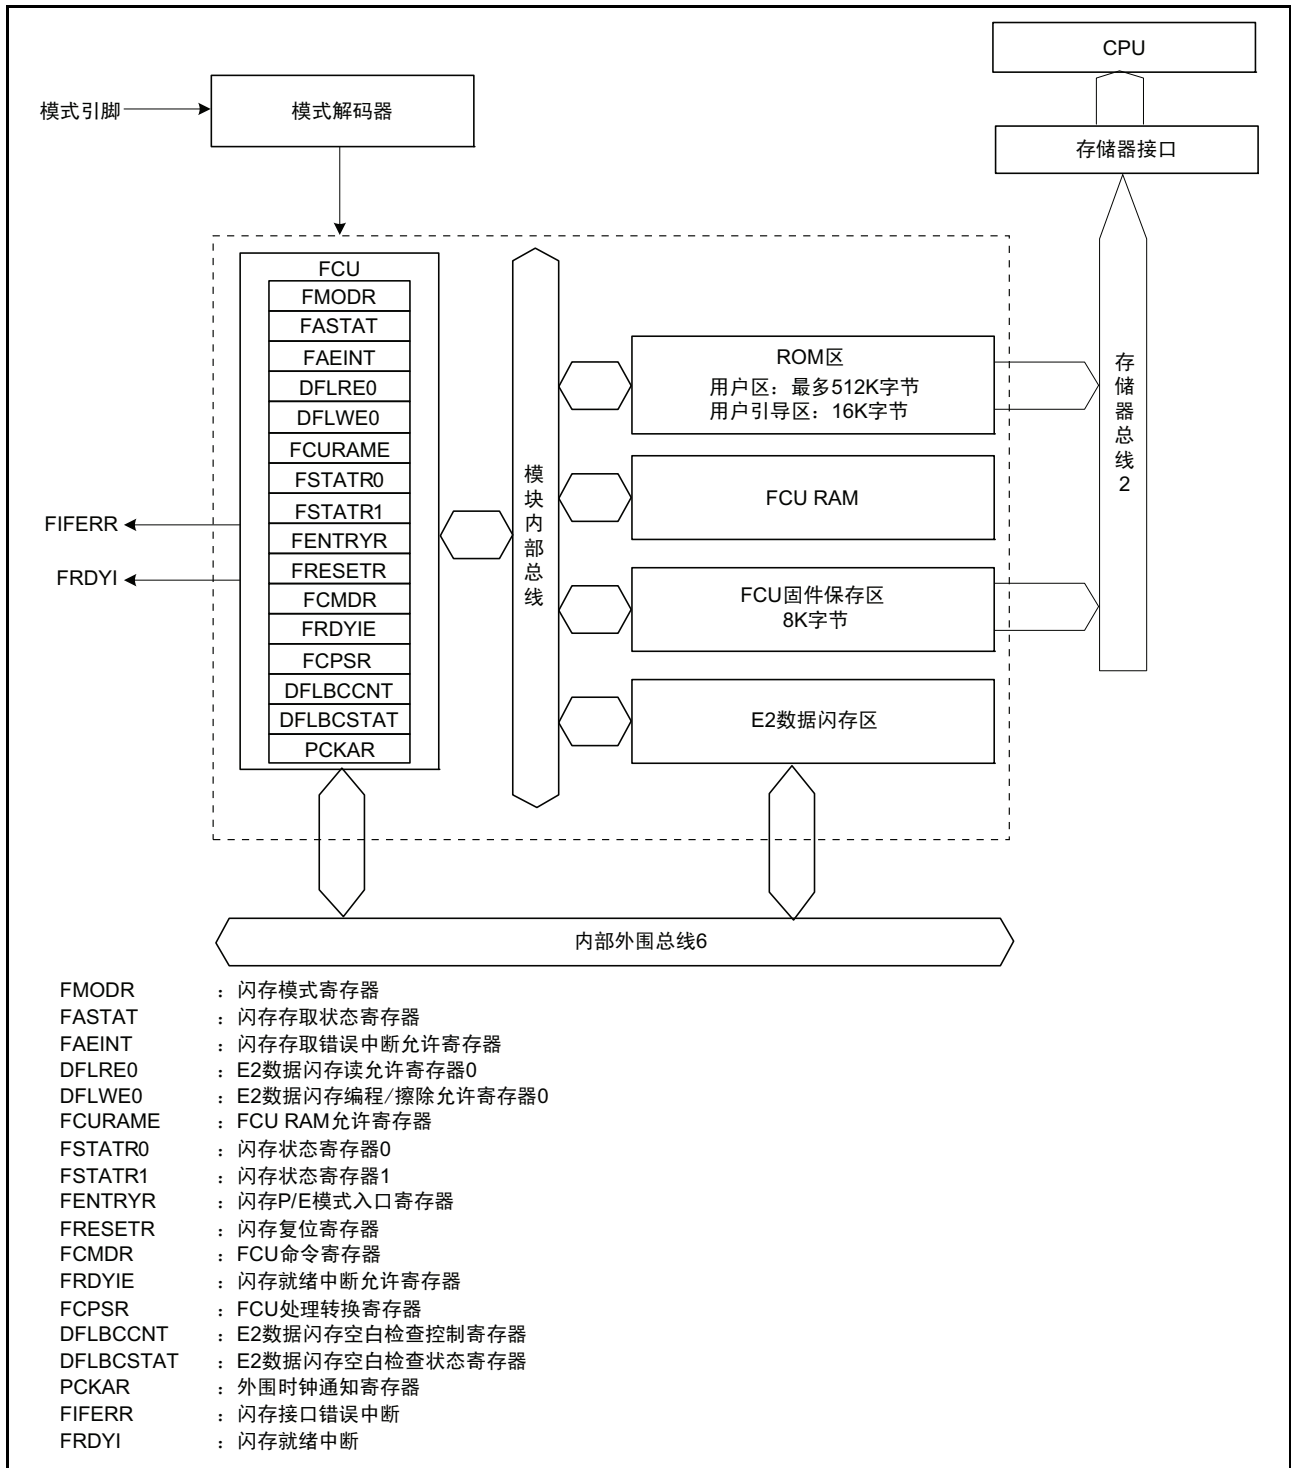 CPU
模式引脚
模式解码器
存储器接口
FCU
FMODR
FASTAT
FAEINT
DFLRE0
DFLWE0
FCURAME
FSTATR0
FSTATR1
FENTRYR
FRESETR
FCMDR
FRDYIE
FCPSR
DFLBCCNT
DFLBCSTAT
PCKAR
FIFERR
FRDYI
模块内部总线
ROM区
用户区：最多512K字节
用户引导区：16K字节
FCU RAM
FCU固件保存区
8K字节
E2数据闪存区
存储器总线2
内部外围总线6
FMODR ：闪存模式寄存器
FASTAT ：闪存存取状态寄存器
FAEINT ：闪存存取错误中断允许寄存器
DFLRE0 ：E2数据闪存读允许寄存器0
DFLWE0 ：E2数据闪存编程/擦除允许寄存器0
FCURAME ：FCU RAM允许寄存器
FSTATR0 ：闪存状态寄存器0
FSTATR1 ：闪存状态寄存器1
FENTRYR ：闪存P/E模式入口寄存器
FRESETR ：闪存复位寄存器
FCMDR ：FCU命令寄存器
FRDYIE ：闪存就绪中断允许寄存器
FCPSR ：FCU处理转换寄存器
DFLBCCNT ：E2数据闪存空白检查控制寄存器
DFLBCSTAT ：E2数据闪存空白检查状态寄存器
PCKAR ：外围时钟通知寄存器
FIFERR ：闪存接口错误中断
FRDYI ：闪存就绪中断